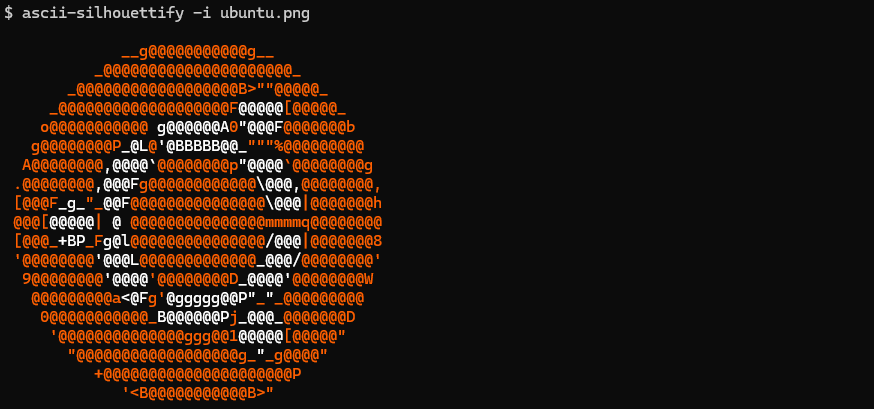 $ ascii-silhouettify -i ubuntu.png
            __g@@@@@@@@@@@g__
          _@@@@@@@@@@@@@@@@@@@@@_
       _@@@@@@@@@@@@@@@@@@B>""@@@@@_
     _@@@@@@@@@@@@@@@@@@@F@@@@@[@@@@@_
    o@@@@@@@@@@@ g@@@@@@A0"@@@F@@@@@@@b
   g@@@@@@@@P_@L@'@BBBBB@@_"""%@@@@@@@@@
  A@@@@@@@@,@@@@`@@@@@@@@p"@@@@`@@@@@@@@g
 .@@@@@@@@,@@@Fg@@@@@@@@@@@@\@@@,@@@@@@@@,
 [@@@F_g_"_@@F@@@@@@@@@@@@@@@\@@@|@@@@@@@h
 @@@[@@@@@| @ @@@@@@@@@@@@@@@mmmmq@@@@@@@@
 [@@@_+BP_Fg@l@@@@@@@@@@@@@@@/@@@|@@@@@@@8
 '@@@@@@@@'@@@L@@@@@@@@@@@@@_@@@/@@@@@@@@'
  9@@@@@@@@'@@@@'@@@@@@@@D_@@@@'@@@@@@@@W
   @@@@@@@@@a<@Fg'@ggggg@@P"_"_@@@@@@@@@
    0@@@@@@@@@@@_B@@@@@@Pj_@@@_@@@@@@@D
     '@@@@@@@@@@@@@@ggg@@1@@@@@[@@@@@"
       "@@@@@@@@@@@@@@@@@@g_"_g@@@@"
          +@@@@@@@@@@@@@@@@@@@@@P
             '<B@@@@@@@@@@@B>"